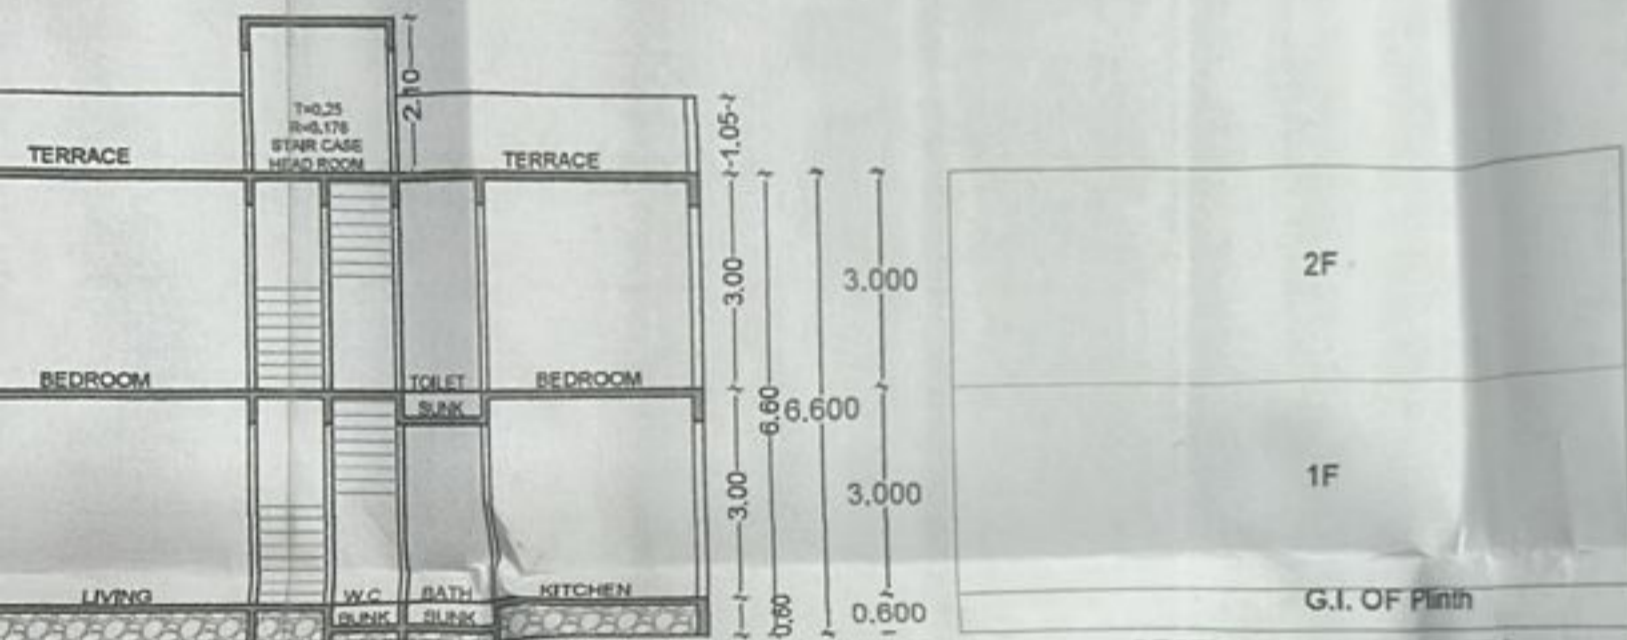 2.10
T=0.25
R=0.176
STAIR CASE
HEAD ROOM
TERRACE
TERRACE
1.05
3.00
3.000
2F
BEDROOM
TOILET
BEDROOM
SUNK
6.60
6.600
3.00
3.000
1F
LIVING
W.C
BATH
KITCHEN
SUNK
SUNK
0.60
0.600
G.I. OF Plinth